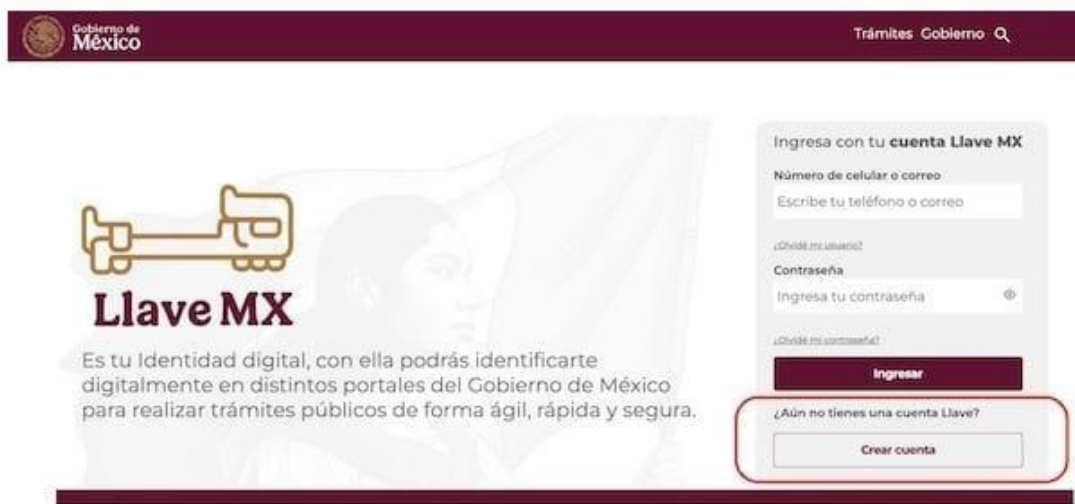 Gobierno de
México
Trámites Gobierno
Llave MX
Es tu Identidad digital, con ella podrás identificarte
digitalmente en distintos portales del Gobierno de México
para realizar trámites públicos de forma ágil, rápida y segura.
Ingresa con tu cuenta Llave MX
Número de celular o correo
Escribe tu teléfono o correo
¿Olvidé mi usuario?
Contraseña
Ingresa tu contraseña
¿Olvidé mi contraseña?
Ingresar
¿Aún no tienes una cuenta Llave?
Crear cuenta